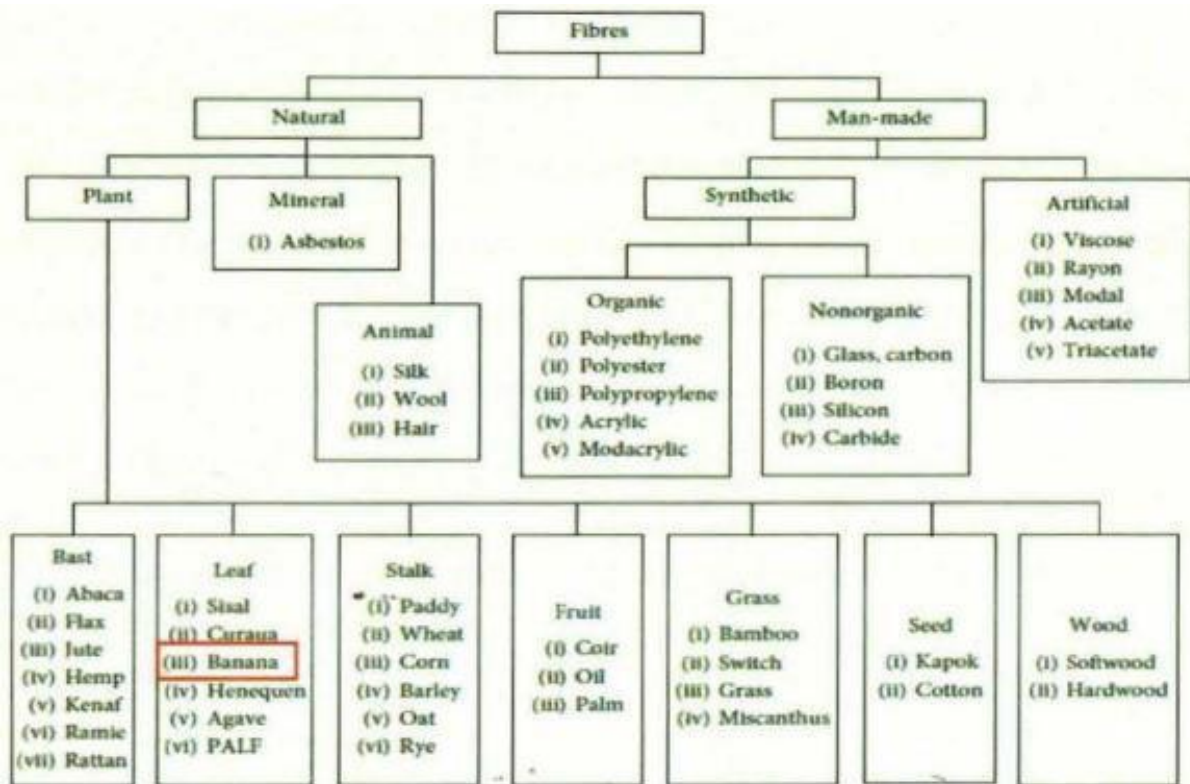 Fibres
Natural
Man-made
Plant
Mineral
(i) Asbestos
Animal
(i) Silk
(ii) Wool
(iii) Hair
Synthetic
Organic
(i) Polyethylene
(ii) Polyester
(iii) Polypropylene
(iv) Acrylic
(v) Modacrylic
Nonorganic
(i) Glass, carbon
(ii) Boron
(iii) Silicon
(iv) Carbide
Artificial
(i) Viscose
(ii) Rayon
(iii) Modal
(iv) Acetate
(v) Triacetate
Bast
(i) Abaca
(ii) Flax
(iii) Jute
(iv) Hemp
(v) Kenaf
(vi) Ramie
(vii) Rattan
Leaf
(i) Sisal
(ii) Curaua
(iii) Banana
(iv) Henequen
(v) Agave
(vi) PALF
Stalk
(i) Paddy
(ii) Wheat
(iii) Corn
(iv) Barley
(v) Oat
(vi) Rye
Fruit
(i) Coir
(ii) Oil
(iii) Palm
Grass
(i) Bamboo
(ii) Switch
(iii) Grass
(iv) Miscanthus
Seed
(i) Kapok
(ii) Cotton
Wood
(i) Softwood
(ii) Hardwood